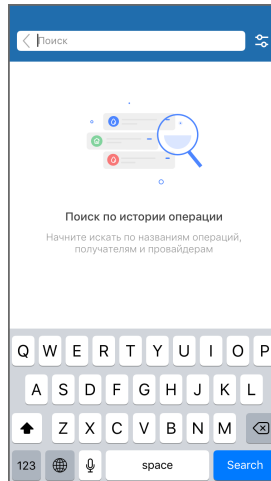 Поиск
Поиск по истории операции
Начните искать по названиям операций,
получателям и провайдерам
Q W E R T Y U I O P
A S D F G H J K L
Z X C V B N M
123 space Search